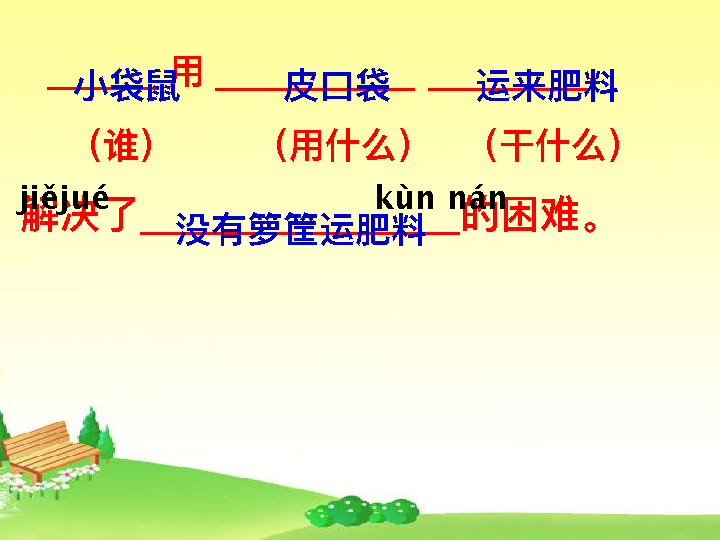 小袋鼠用 皮口袋 运来肥料
（谁） （用什么） （干什么）
jiějué kùn nán
解决了没有箩筐运肥料的困难。